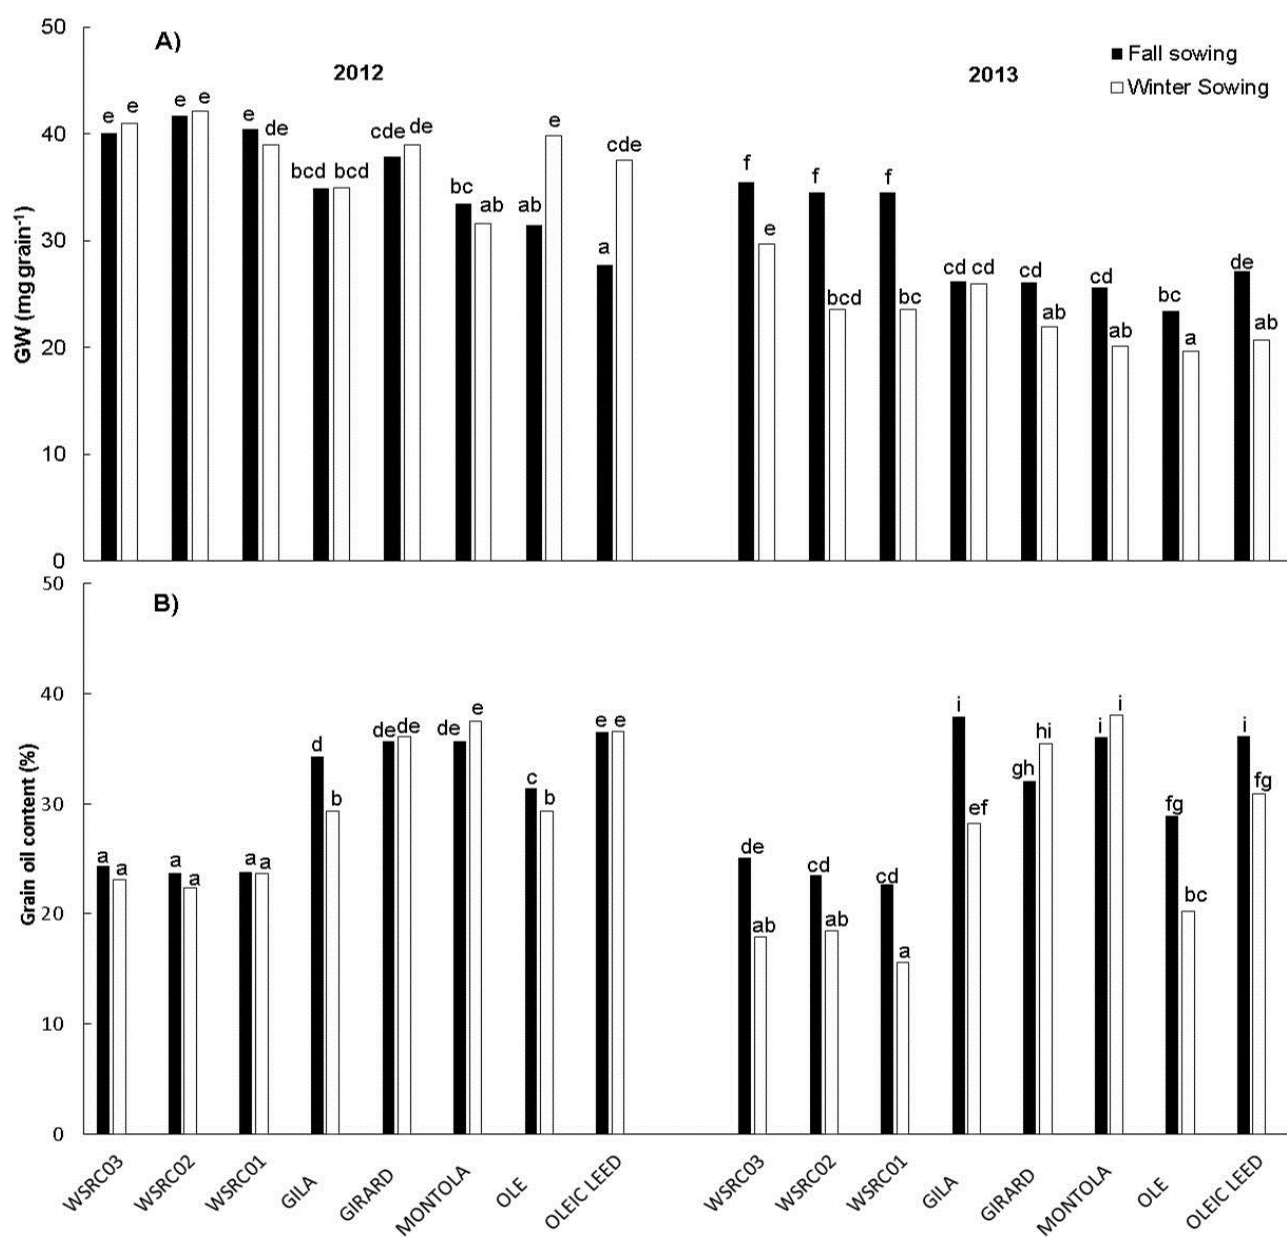 A)
2012
2013
Fall sowing
Winter Sowing
GW (mg grain-1)
50
40
30
20
10
0
e e e e e de bcd bcd cde de bc ab ab e a cde
f e f bcd f bc cd cd cd ab cd ab bc a de ab
B)
Grain oil content (%)
50
40
30
20
10
0
a a a a a a d b de de de e c b e e
de ab cd ab cd a i ef gh hi i i fg bc i fg
WSRC03 WSRC02 WSRC01 GILA GIRARD MONTOLA OLE OLEIC LEED
WSRC03 WSRC02 WSRC01 GILA GIRARD MONTOLA OLE OLEIC LEED